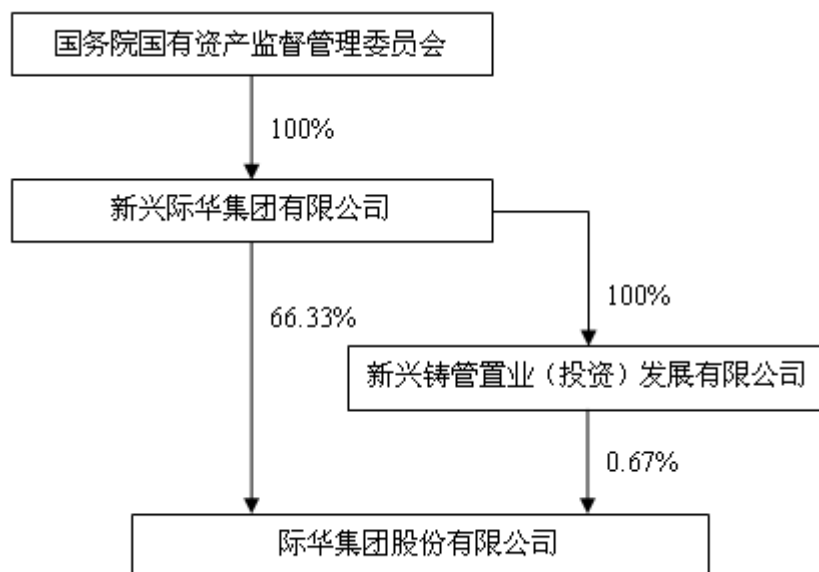 国务院国有资产监督管理委员会
100%
新兴际华集团有限公司
66.33%
100%
新兴铸管置业（投资）发展有限公司
0.67%
际华集团股份有限公司